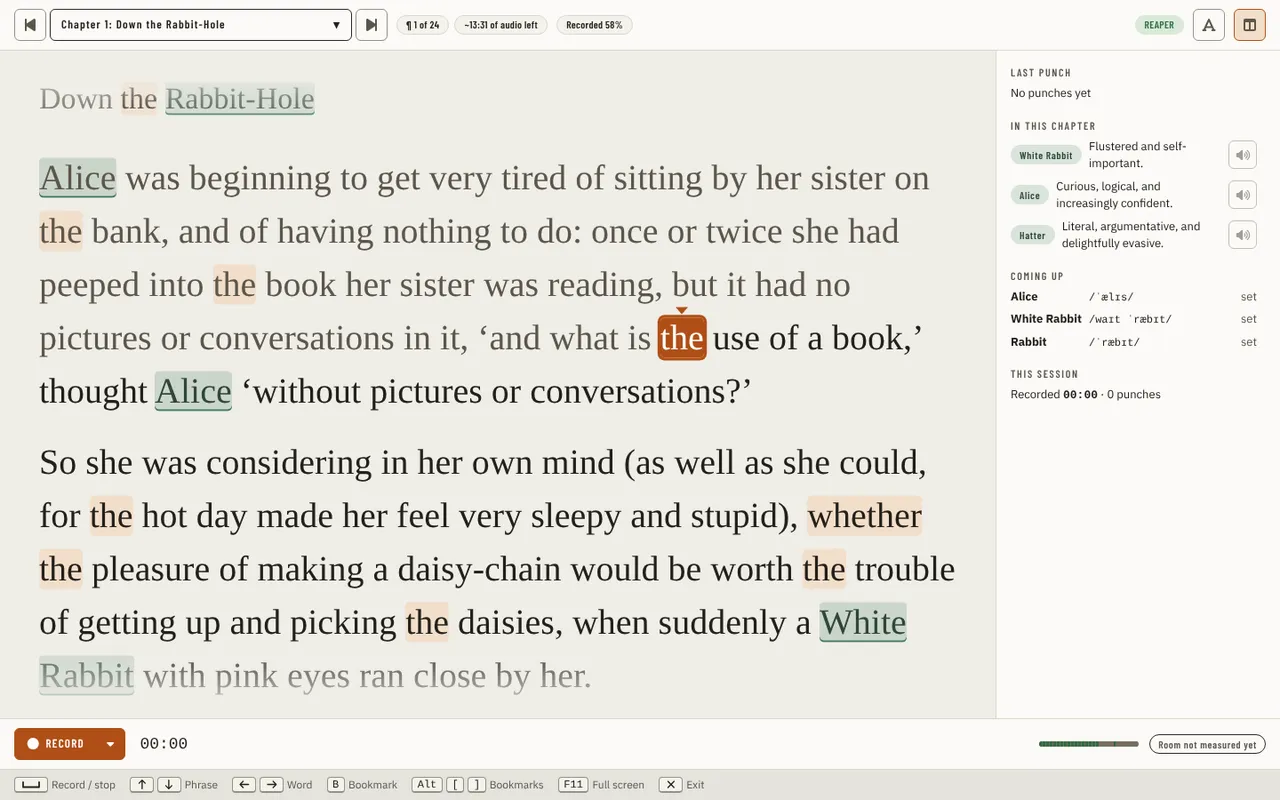 Chapter 1: Down the Rabbit-Hole
¶ 1 of 24
~13:31 of audio left
Recorded 58%
REAPER
A
Down the Rabbit-Hole
Alice was beginning to get very tired of sitting by her sister on
the bank, and of having nothing to do: once or twice she had
peeped into the book her sister was reading, but it had no
pictures or conversations in it, ‘and what is the use of a book,’
thought Alice ‘without pictures or conversations?’
So she was considering in her own mind (as well as she could,
for the hot day made her feel very sleepy and stupid), whether
the pleasure of making a daisy-chain would be worth the trouble
of getting up and picking the daisies, when suddenly a White
Rabbit with pink eyes ran close by her.
LAST PUNCH
No punches yet
IN THIS CHAPTER
White Rabbit
Flustered and self-
important.
Alice
Curious, logical, and
increasingly confident.
Hatter
Literal, argumentative, and
delightfully evasive.
COMING UP
Alice /ˈælɪs/ set
White Rabbit /waɪt ˈræbɪt/ set
Rabbit /ˈræbɪt/ set
THIS SESSION
Recorded 00:00 · 0 punches
RECORD
00:00
Room not measured yet
Record / stop
↑ ↓ Phrase
← → Word
B Bookmark
Alt [ ] Bookmarks
F11 Full screen
✕ Exit